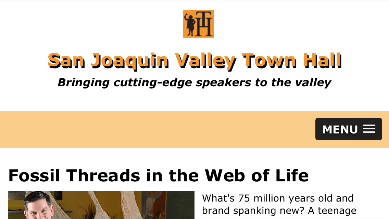 TH
San Joaquin Valley Town Hall
Bringing cutting-edge speakers to the valley
MENU
Fossil Threads in the Web of Life
What's 75 million years old and
brand spanking new? A teenage